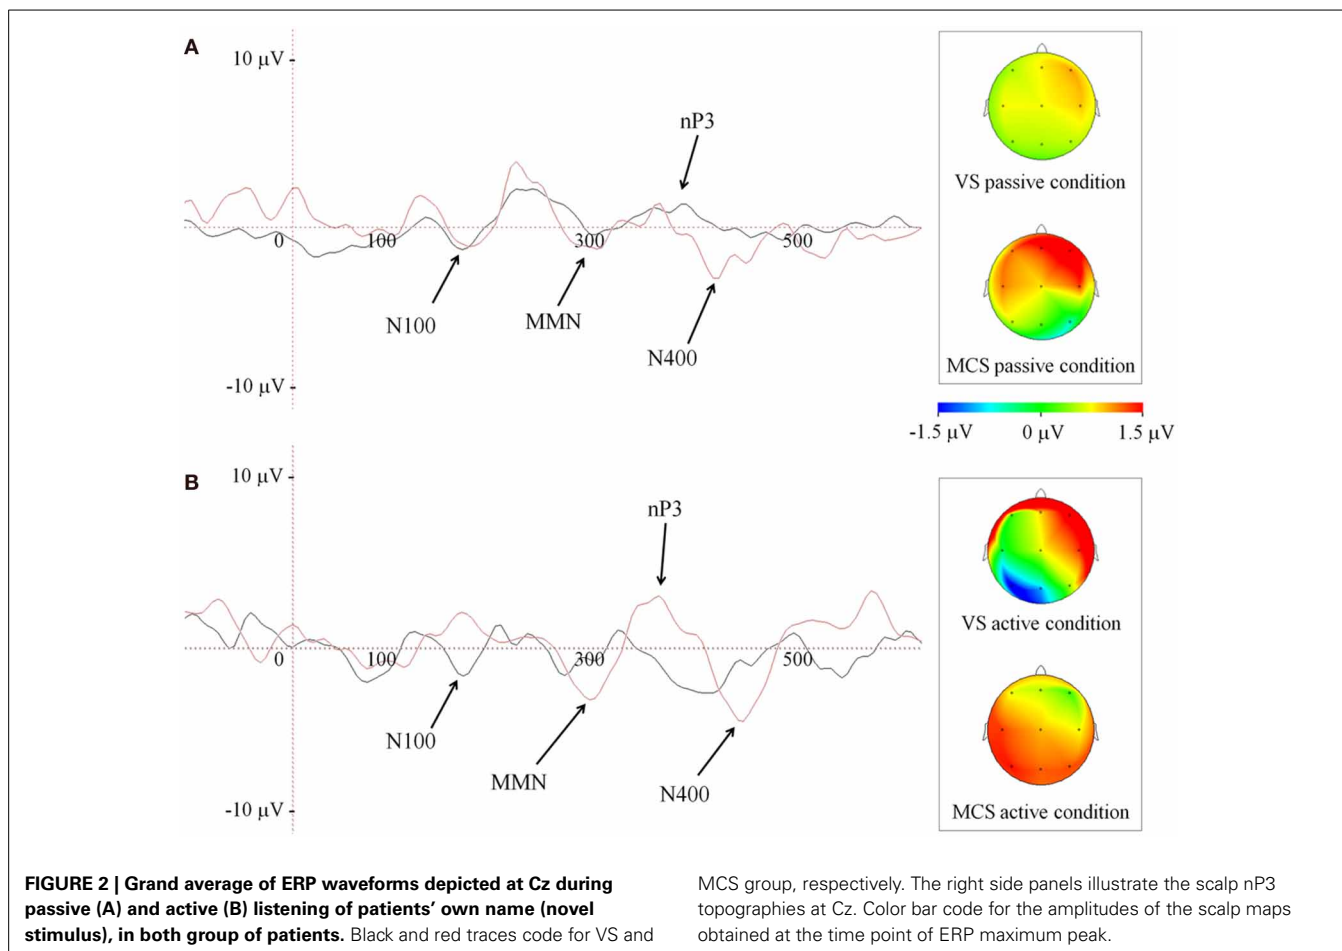 A
10 µV
nP3
0
100
300
500
N100
MMN
N400
-10 µV
VS passive condition
MCS passive condition
-1.5 µV 0 µV 1.5 µV
B
10 µV
nP3
0
100
300
500
N100
MMN
N400
-10 µV
VS active condition
MCS active condition
FIGURE 2 | Grand average of ERP waveforms depicted at Cz during
passive (A) and active (B) listening of patients’ own name (novel
stimulus), in both group of patients. Black and red traces code for VS and
MCS group, respectively. The right side panels illustrate the scalp nP3
topographies at Cz. Color bar code for the amplitudes of the scalp maps
obtained at the time point of ERP maximum peak.